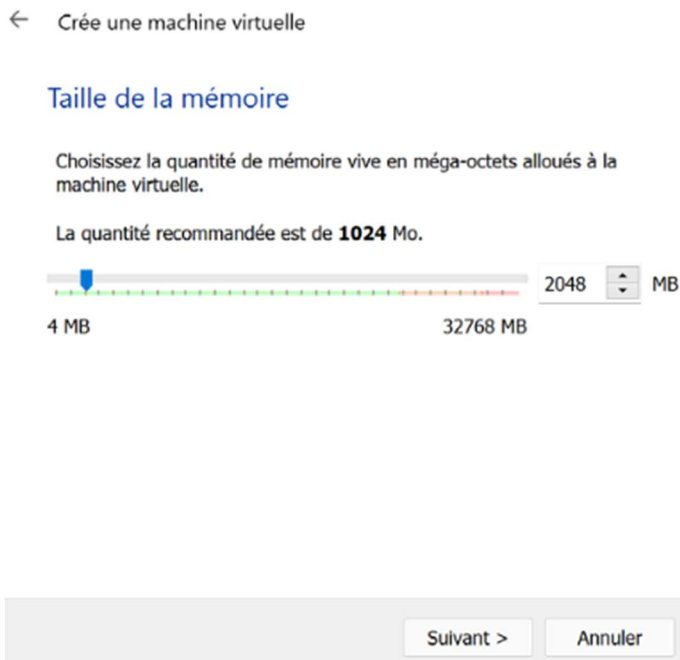 Crée une machine virtuelle
Taille de la mémoire
Choisissez la quantité de mémoire vive en méga-octets alloués à la
machine virtuelle.
La quantité recommandée est de 1024 Mo.
2048 MB
4 MB 32768 MB
Suivant > Annuler